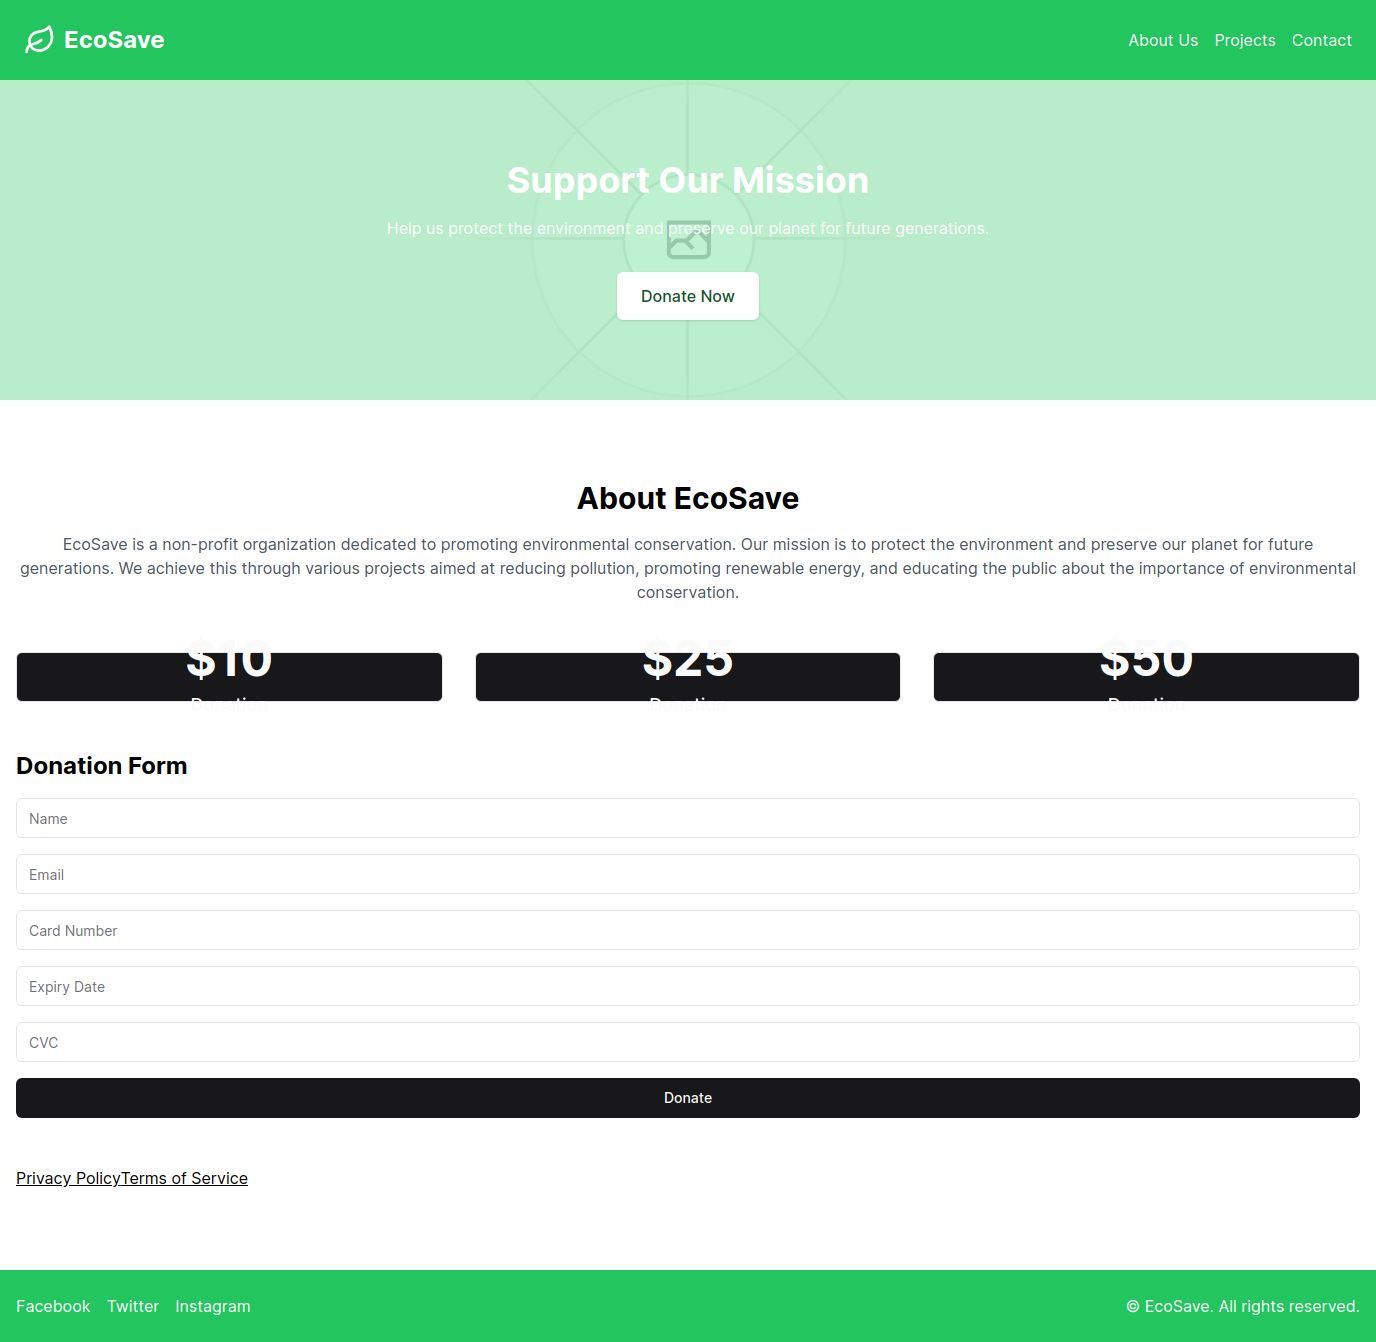 EcoSave
About Us Projects Contact
Support Our Mission
Help us protect the environment and preserve our planet for future generations.
Donate Now
About EcoSave
EcoSave is a non-profit organization dedicated to promoting environmental conservation. Our mission is to protect the environment and preserve our planet for future
generations. We achieve this through various projects aimed at reducing pollution, promoting renewable energy, and educating the public about the importance of environmental
conservation.
$10 $25 $50
Donation Donation Donation
Donation Form
Name
Email
Card Number
Expiry Date
CVC
Donate
Privacy PolicyTerms of Service
Facebook Twitter Instagram
© EcoSave. All rights reserved.